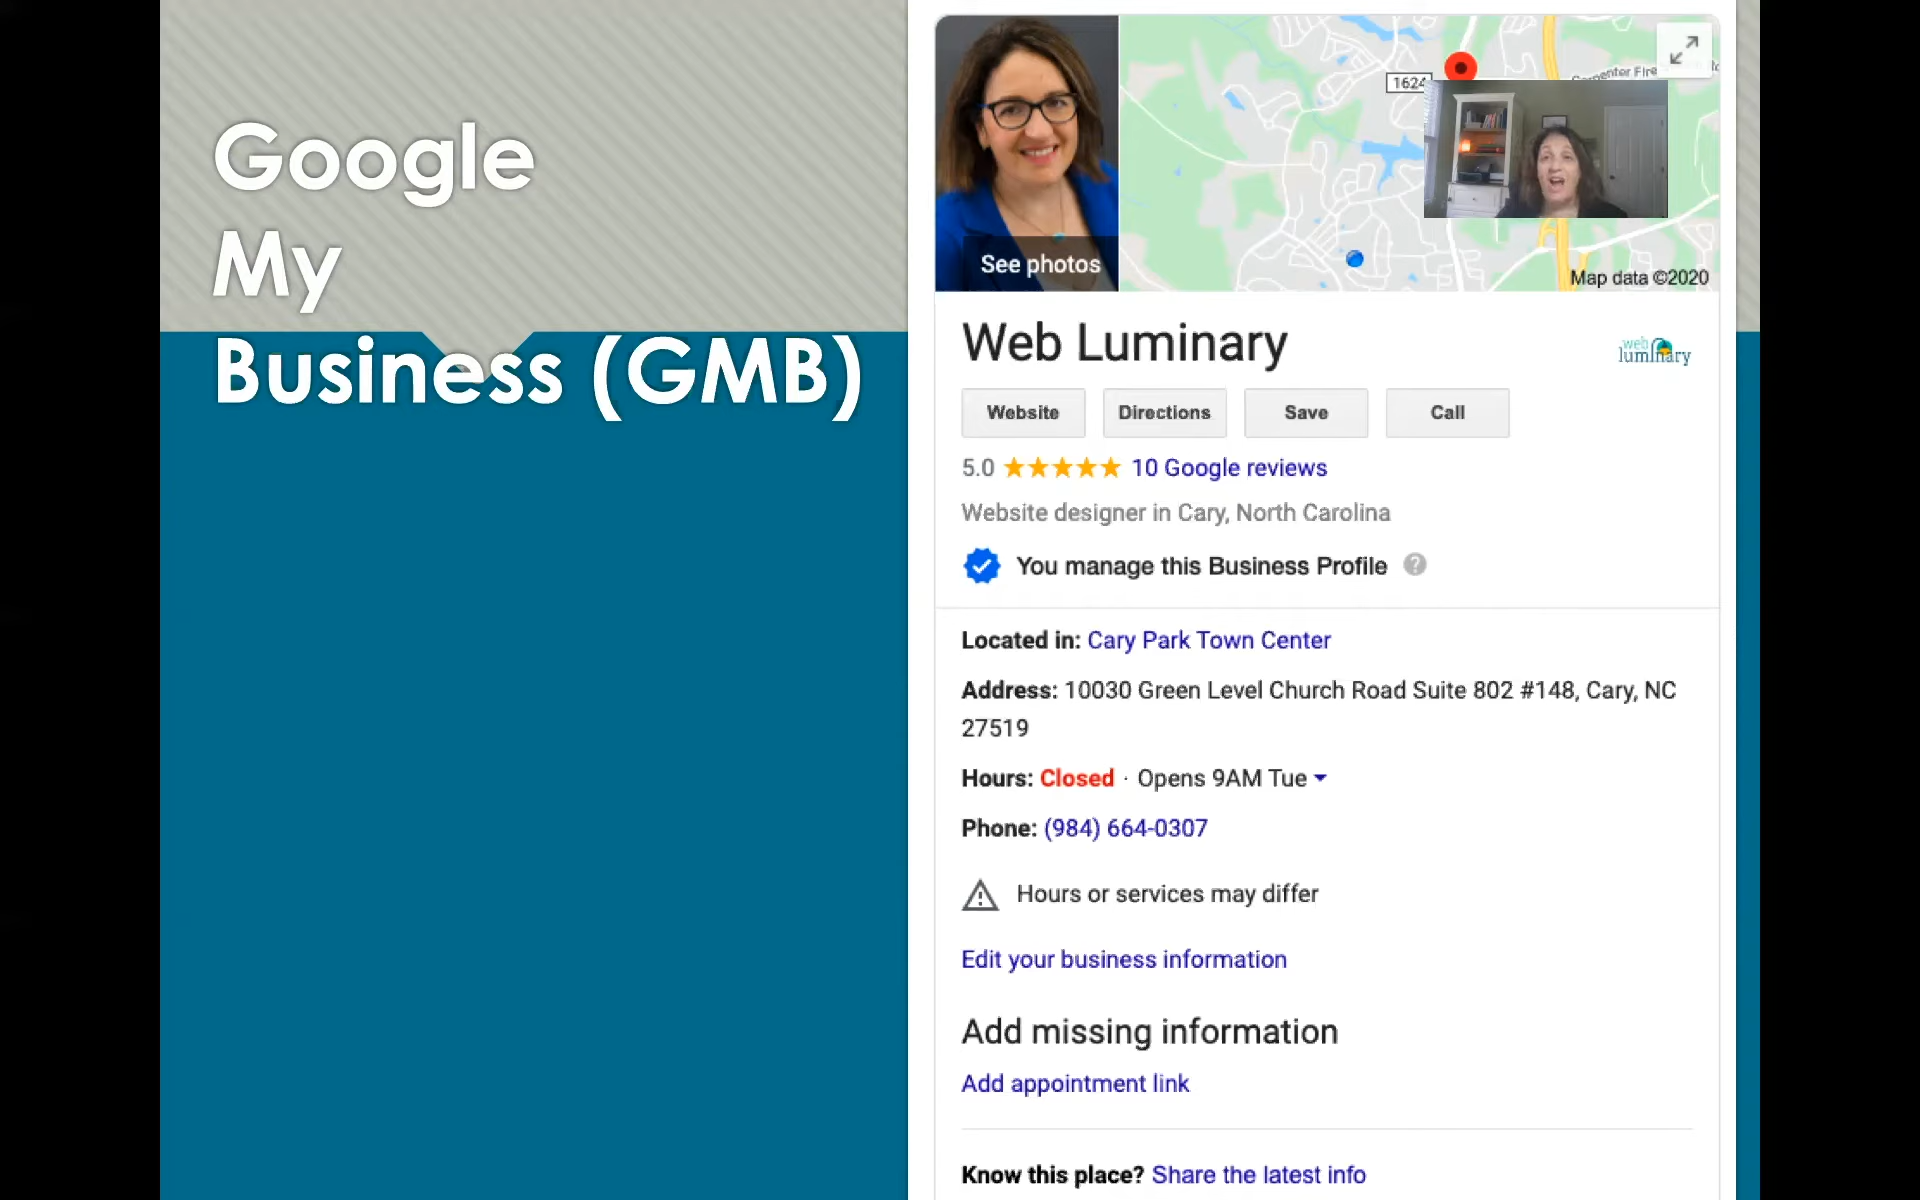 Google
My
Business (GMB)
1624
See photos
Map data ©2020
Web Luminary
web
luminary
Website
Directions
Save
Call
5.0
10 Google reviews
Website designer in Cary, North Carolina
You manage this Business Profile ?
Located in: Cary Park Town Center
Address: 10030 Green Level Church Road Suite 802 #148, Cary, NC
27519
Hours: Closed · Opens 9AM Tue
Phone: (984) 664-0307
Hours or services may differ
Edit your business information
Add missing information
Add appointment link
Know this place? Share the latest info